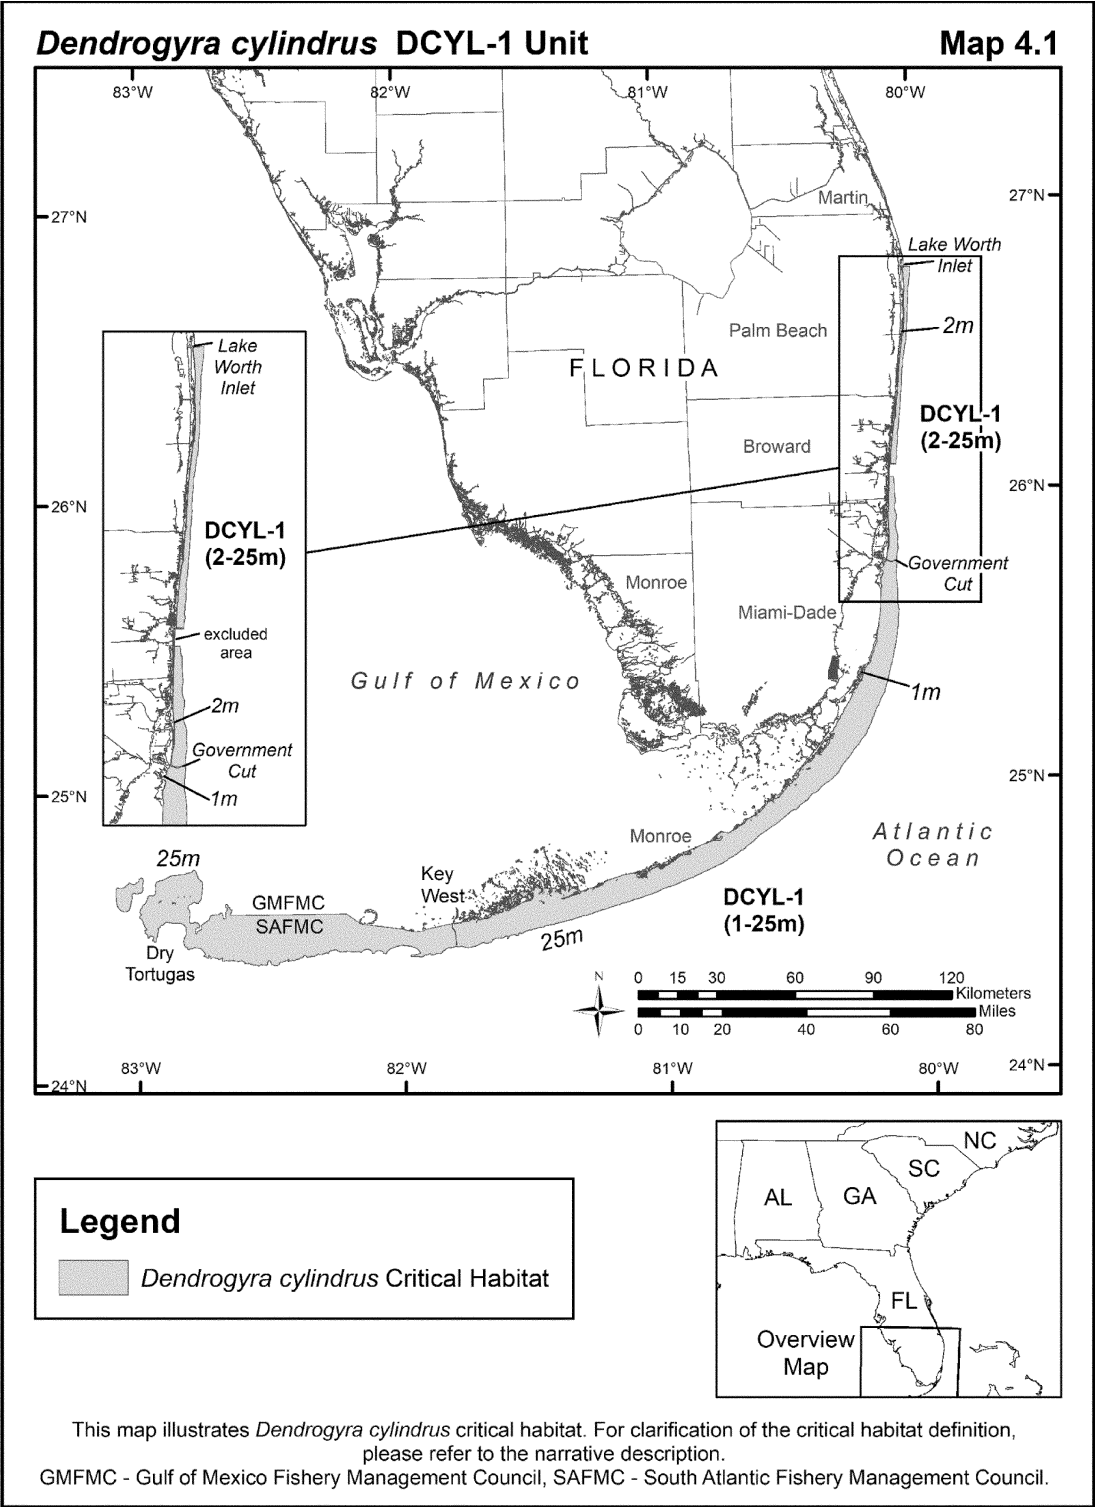 Dendrogyra cylindrus DCYL-1 Unit
Map 4.1
83°W
82°W
81°W
80°W
27°N
27°N
Martin
Lake Worth
Inlet
2m
Palm Beach
FLORIDA
DCYL-1
(2-25m)
Broward
26°N
26°N
Lake
Worth
Inlet
DCYL-1
(2-25m)
excluded
area
2m
Government
Cut
1m
Government
Cut
Monroe
Miami-Dade
Gulf of Mexico
1m
25°N
25°N
Monroe
Atlantic
Ocean
25m
Key
West
GMFMC
SAFMC
DCYL-1
(1-25m)
25m
Dry
Tortugas
N
0 15 30 60 90 120
Kilometers
Miles
0 10 20 40 60 80
83°W
82°W
81°W
80°W
24°N
24°N
Legend
Dendrogyra cylindrus Critical Habitat
NC
SC
AL
GA
FL
Overview
Map
This map illustrates Dendrogyra cylindrus critical habitat. For clarification of the critical habitat definition,
please refer to the narrative description.
GMFMC - Gulf of Mexico Fishery Management Council, SAFMC - South Atlantic Fishery Management Council.